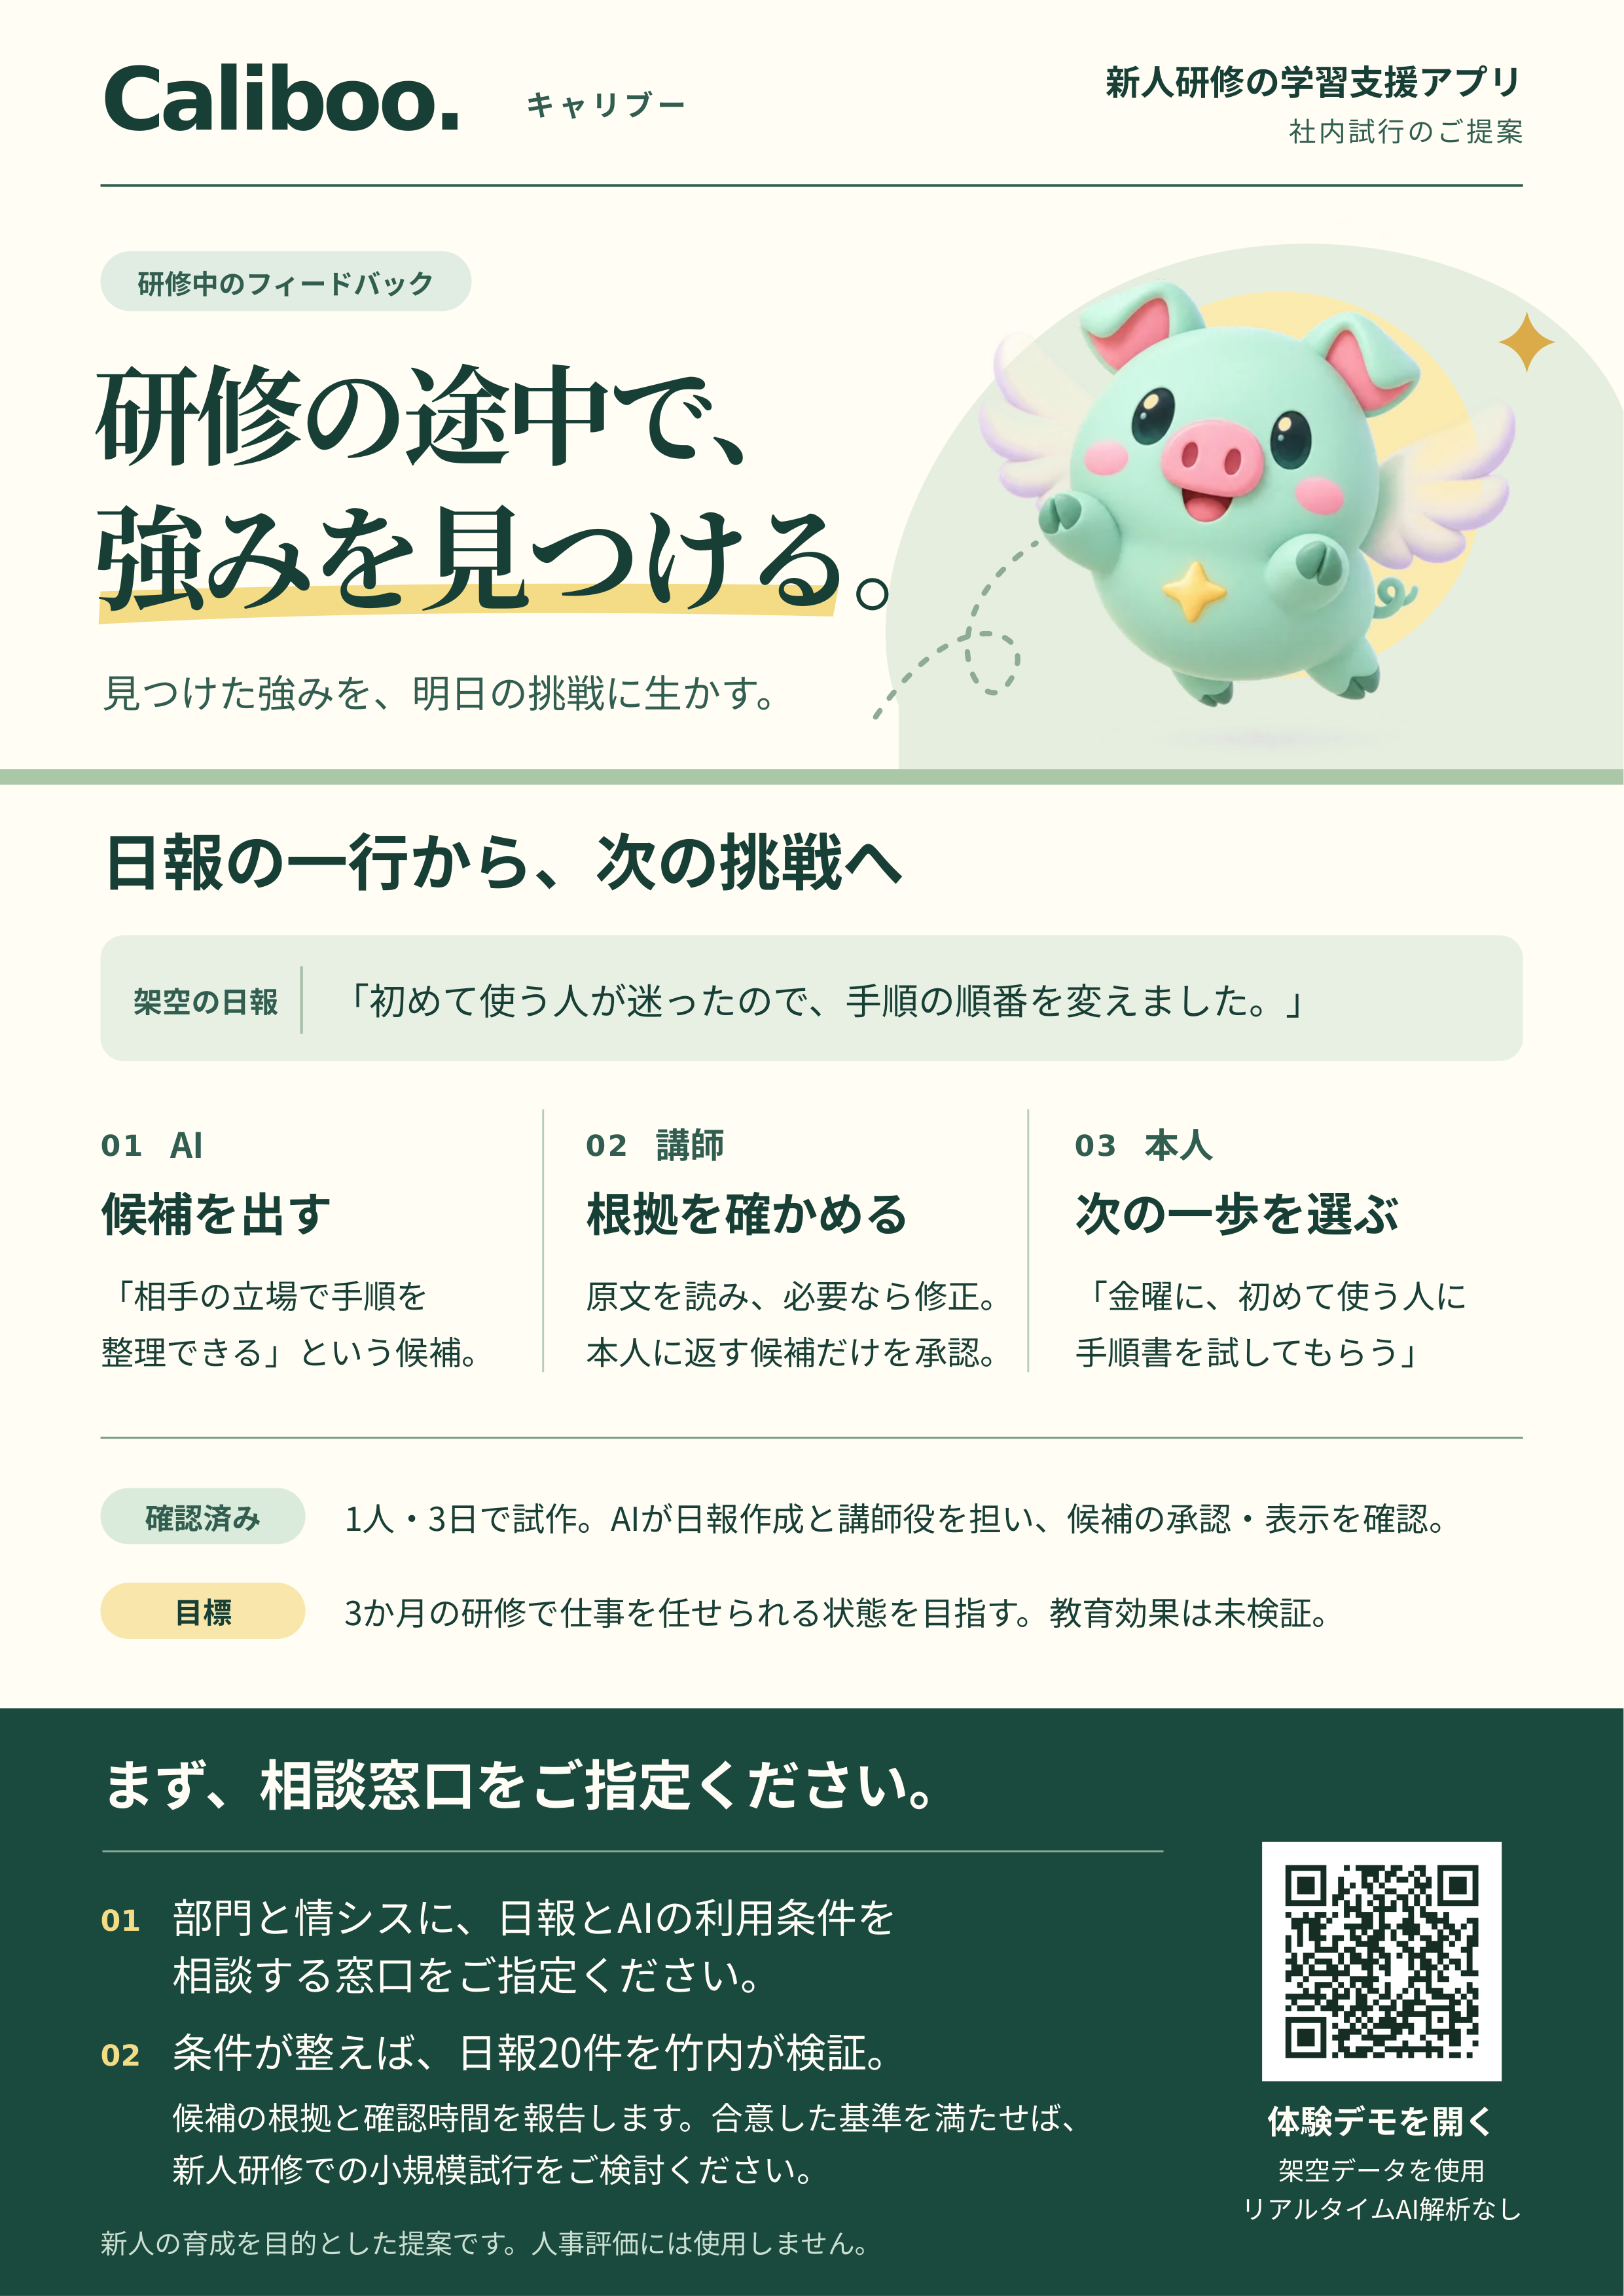 Caliboo.
キャリブー
新人研修の学習支援アプリ
社内試行のご提案
研修中のフィードバック
研修の途中で、
強みを見つける。
見つけた強みを、明日の挑戦に生かす。
日報の一行から、次の挑戦へ
架空の日報
「初めて使う人が迷ったので、手順の順番を変えました。」
01 AI
候補を出す
「相手の立場で手順を
整理できる」という候補。
02 講師
根拠を確かめる
原文を読み、必要なら修正。
本人に返す候補だけを承認。
03 本人
次の一歩を選ぶ
「金曜に、初めて使う人に
手順書を試してもらう」
確認済み
1人・3日で試作。AIが日報作成と講師役を担い、候補の承認・表示を確認。
目標
3か月の研修で仕事を任せられる状態を目指す。教育効果は未検証。
まず、相談窓口をご指定ください。
01 部門と情シスに、日報とAIの利用条件を
相談する窓口をご指定ください。
02 条件が整えば、日報20件を竹内が検証。
候補の根拠と確認時間を報告します。合意した基準を満たせば、
新人研修での小規模試行をご検討ください。
新人の育成を目的とした提案です。人事評価には使用しません。
体験デモを開く
架空データを使用
リアルタイムAI解析なし